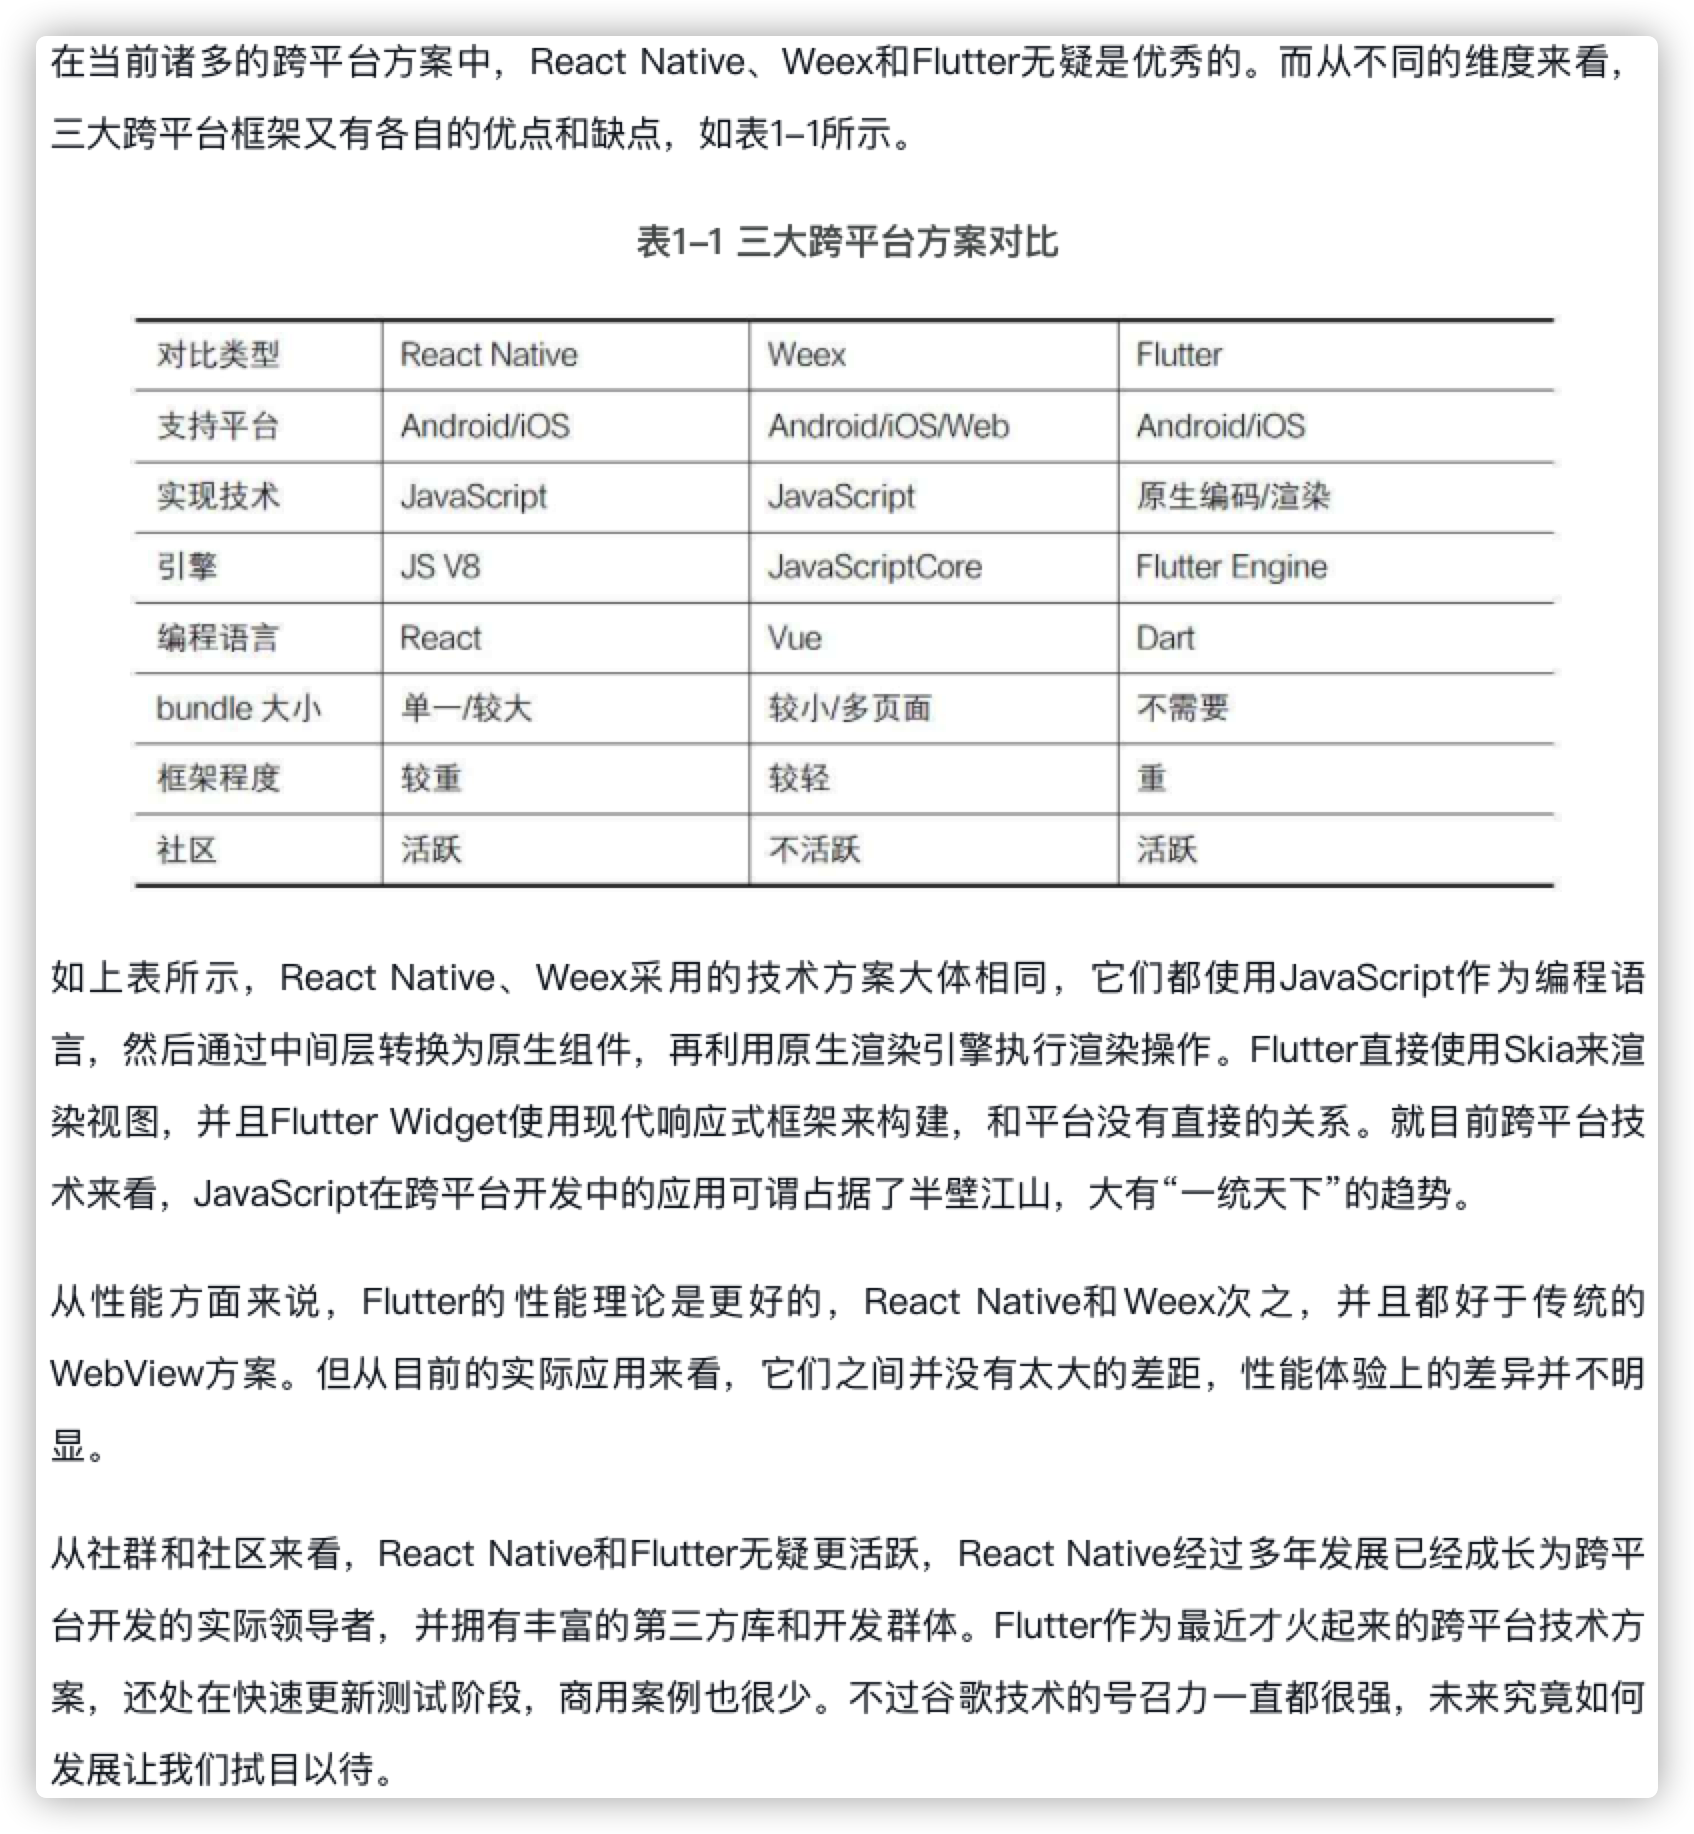 在当前诸多的跨平台方案中，React Native、Weex和Flutter无疑是优秀的。而从不同的维度来看，
三大跨平台框架又有各自的优点和缺点，如表1-1所示。
表1-1 三大跨平台方案对比
对比类型 React Native Weex Flutter
支持平台 Android/iOS Android/iOS/Web Android/iOS
实现技术 JavaScript JavaScript 原生编码/渲染
引擎 JS V8 JavaScriptCore Flutter Engine
编程语言 React Vue Dart
bundle 大小 单一/较大 较小/多页面 不需要
框架程度 较重 较轻 重
社区 活跃 不活跃 活跃
如上表所示，React Native、Weex采用的技术方案大体相同，它们都使用JavaScript作为编程语
言，然后通过中间层转换为原生组件，再利用原生渲染引擎执行渲染操作。Flutter直接使用Skia来渲
染视图，并且Flutter Widget使用现代响应式框架来构建，和平台没有直接的关系。就目前跨平台技
术来看，JavaScript在跨平台开发中的应用可谓占据了半壁江山，大有“一统天下”的趋势。
从性能方面来说，Flutter的性能理论是更好的，React Native和Weex次之，并且都好于传统的
WebView方案。但从目前的实际应用来看，它们之间并没有太大的差距，性能体验上的差异并不明
显。
从社群和社区来看，React Native和Flutter无疑更活跃，React Native经过多年发展已经成长为跨平
台开发的实际领导者，并拥有丰富的第三方库和开发群体。Flutter作为最近才火起来的跨平台技术方
案，还处在快速更新测试阶段，商用案例也很少。不过谷歌技术的号召力一直都很强，未来究竟如何
发展让我们拭目以待。